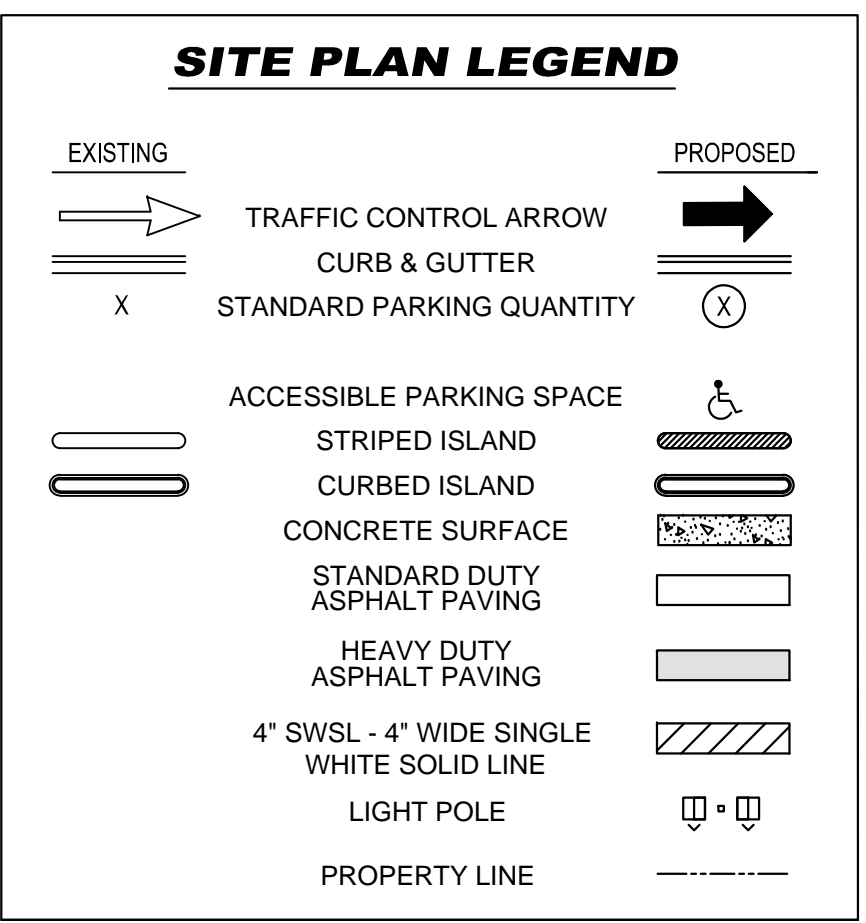 SITE PLAN LEGEND
EXISTING PROPOSED
TRAFFIC CONTROL ARROW
CURB & GUTTER
X STANDARD PARKING QUANTITY X
ACCESSIBLE PARKING SPACE
STRIPED ISLAND
CURBED ISLAND
CONCRETE SURFACE
STANDARD DUTY
ASPHALT PAVING
HEAVY DUTY
ASPHALT PAVING
4" SWSL - 4" WIDE SINGLE
WHITE SOLID LINE
LIGHT POLE
PROPERTY LINE